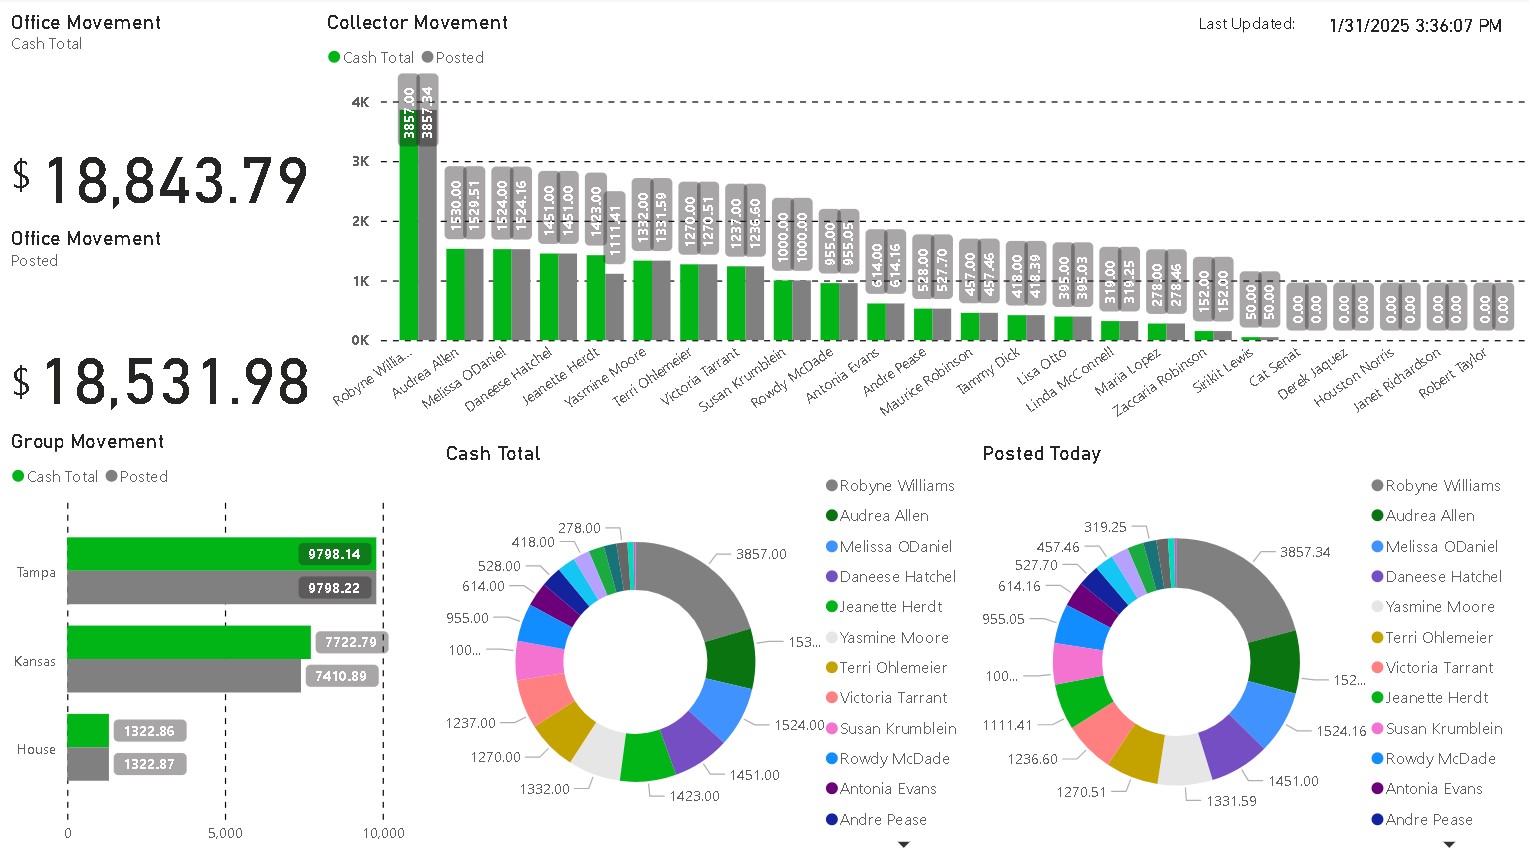 Office Movement
Cash Total
$ 18,843.79
Office Movement
Posted
$ 18,531.98
Collector Movement
Last Updated: 1/31/2025 3:36:07 PM
Cash Total Posted
4K
3K
2K
1K
0K
3857.00 3857.34
1530.00 1529.51
1524.00 1524.16
1451.00 1451.00
1423.00 1111.41
1332.00 1331.59
1270.00 1270.51
1237.00 1236.60
1000.00 1000.00
955.00 955.05
614.00 614.16
528.00 527.70
457.00 457.46
418.00 418.39
395.00 395.03
319.00 319.25
278.00 278.46
152.00 152.00
50.00 50.00
0.00 0.00
0.00 0.00
0.00 0.00
0.00 0.00
0.00 0.00
Robyne Willia...
Audrea Allen
Melissa ODaniel
Daneese Hatchel
Jeanette Herdt
Yasmine Moore
Terri Ohlemeier
Victoria Tarrant
Susan Krumblein
Rowdy McDade
Antonia Evans
Andre Pease
Maurice Robinson
Tammy Dick
Lisa Otto
Linda McConnell
Maria Lopez
Zaccaria Robinson
Sirikit Lewis
Cat Senat
Derek Jaquez
Houston Norris
Janet Richardson
Robert Taylor
Group Movement
Cash Total Posted
Tampa
9798.14
9798.22
Kansas
7722.79
7410.89
House
1322.86
1322.87
0 5,000 10,000
Cash Total
278.00
418.00
528.00
614.00
955.00
100...
1237.00
1270.00
1332.00
1423.00
1451.00
1524.00
153...
3857.00
Robyne Williams
Audrea Allen
Melissa ODaniel
Daneese Hatchel
Jeanette Herdt
Yasmine Moore
Terri Ohlemeier
Victoria Tarrant
Susan Krumblein
Rowdy McDade
Antonia Evans
Andre Pease
Posted Today
319.25
457.46
527.70
614.16
955.05
100...
1111.41
1236.60
1270.51
1331.59
1451.00
1524.16
152...
3857.34
Robyne Williams
Audrea Allen
Melissa ODaniel
Daneese Hatchel
Yasmine Moore
Terri Ohlemeier
Victoria Tarrant
Jeanette Herdt
Susan Krumblein
Rowdy McDade
Antonia Evans
Andre Pease